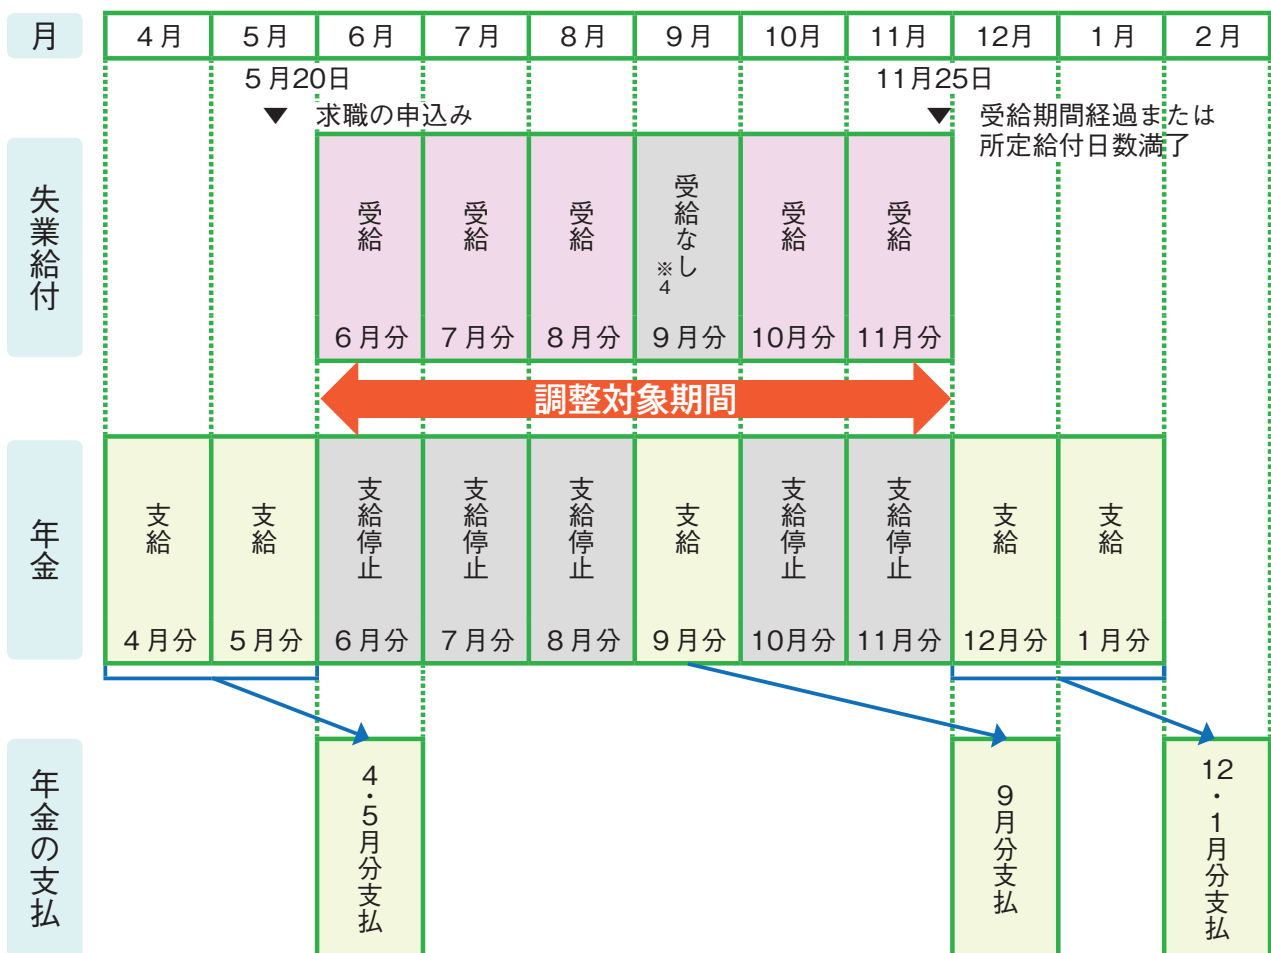 月
4月
5月
6月
7月
8月
9月
10月
11月
12月
1月
2月
5月20日
求職の申込み
11月25日
受給期間経過または
所定給付日数満了
失業給付
受給
6月分
受給
7月分
受給
8月分
受給なし
※4
9月分
受給
10月分
受給
11月分
調整対象期間
年金
支給
4月分
支給
5月分
支給停止
6月分
支給停止
7月分
支給停止
8月分
支給
9月分
支給停止
10月分
支給停止
11月分
支給
12月分
支給
1月分
年金の支払
4・5月分支払
9月分支払
12・1月分支払